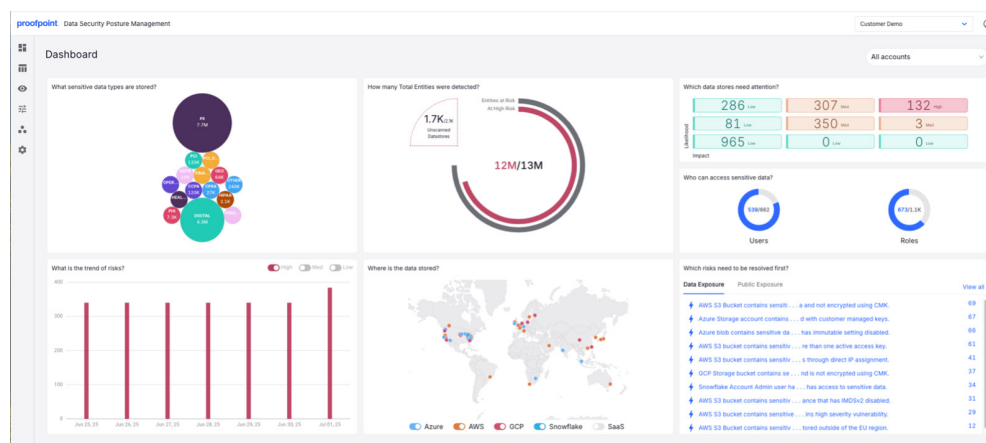 proofpoint Data Security Posture Management
Customer Demo
Dashboard
All accounts
What sensitive data types are stored?
PII
7.7M
PCI
GEO
DIGITAL
How many Total Entities were detected?
Entities at Risk
At High Risk
1.7K/2.1K
Unscanned
Datastores
12M/13M
Which data stores need attention?
Likelihood
286 Low
307 Med
132 High
81 Low
350 Med
3 Med
965 Low
0 Low
0 Low
Impact
Who can access sensitive data?
539/662
Users
673/1.1K
Roles
What is the trend of risks?
High
Med
Low
400
300
200
100
0
Jun 25, 25
Jun 26, 25
Jun 27, 25
Jun 28, 25
Jun 29, 25
Jun 30, 25
Jul 01, 25
Where is the data stored?
Azure
AWS
GCP
Snowflake
SaaS
Which risks need to be resolved first?
Data Exposure
Public Exposure
View all
AWS S3 Bucket contains sensiti . . . a and not encrypted using CMK. 69
Azure Storage account contains . . . d with customer managed keys. 67
Azure blob contains sensitive da . . . has immutable setting disabled. 66
AWS S3 bucket contains sensitiv . . . re than one active access key. 61
AWS S3 bucket contains sensitiv . . . s through direct IP assignment. 41
GCP Storage bucket contains se . . . nd is not encrypted using CMK. 37
Snowflake Account Admin user ha . . . has access to sensitive data. 34
AWS S3 bucket contains sensitiv . . . ance that has IMDSv2 disabled. 31
AWS S3 bucket contains sensitive . . . ins high severity vulnerability. 29
AWS S3 bucket contains sensitiv . . . tored outside of the EU region. 12